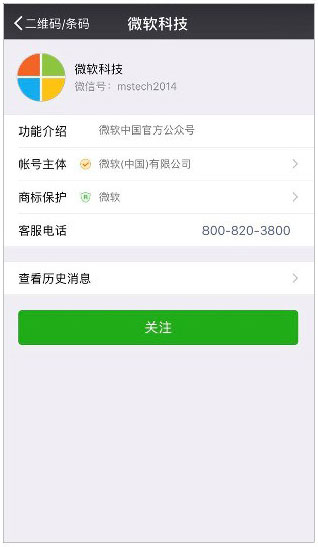 二维码/条码 微软科技
微软科技
微信号：mstech2014
功能介绍 微软中国官方公众号
帐号主体 微软(中国)有限公司
商标保护 R 微软
客服电话 800-820-3800
查看历史消息
关注